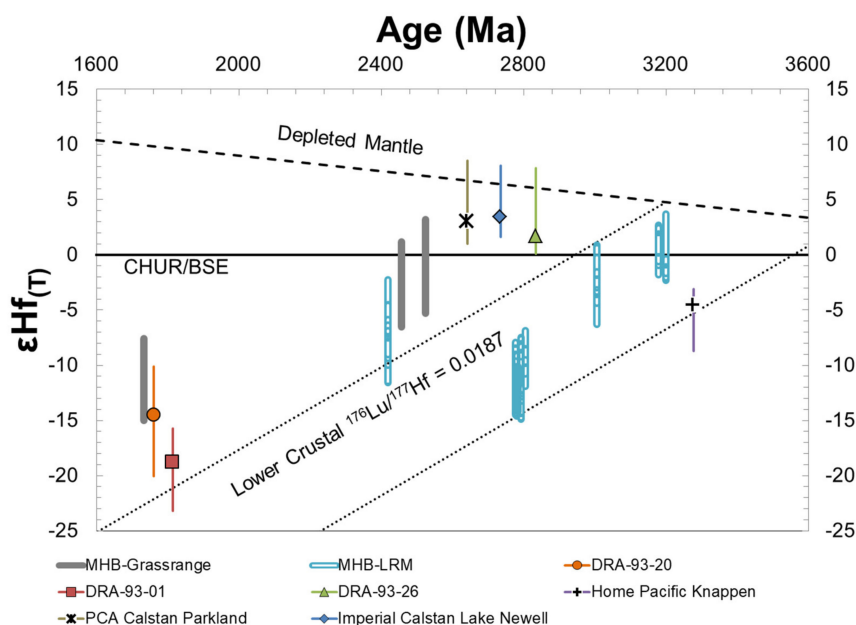 Age (Ma)
1600 2000 2400 2800 3200 3600
15 15
10 10
5 5
0 0
-5 -5
-10 -10
-15 -15
-20 -20
-25 -25
εHf(T)
Depleted Mantle
CHUR/BSE
Lower Crustal ¹⁷⁶Lu/¹⁷⁷Hf = 0.0187
MHB-Grassrange MHB-LRM DRA-93-20
DRA-93-01 DRA-93-26 Home Pacific Knappen
PCA Calstan Parkland Imperial Calstan Lake Newell